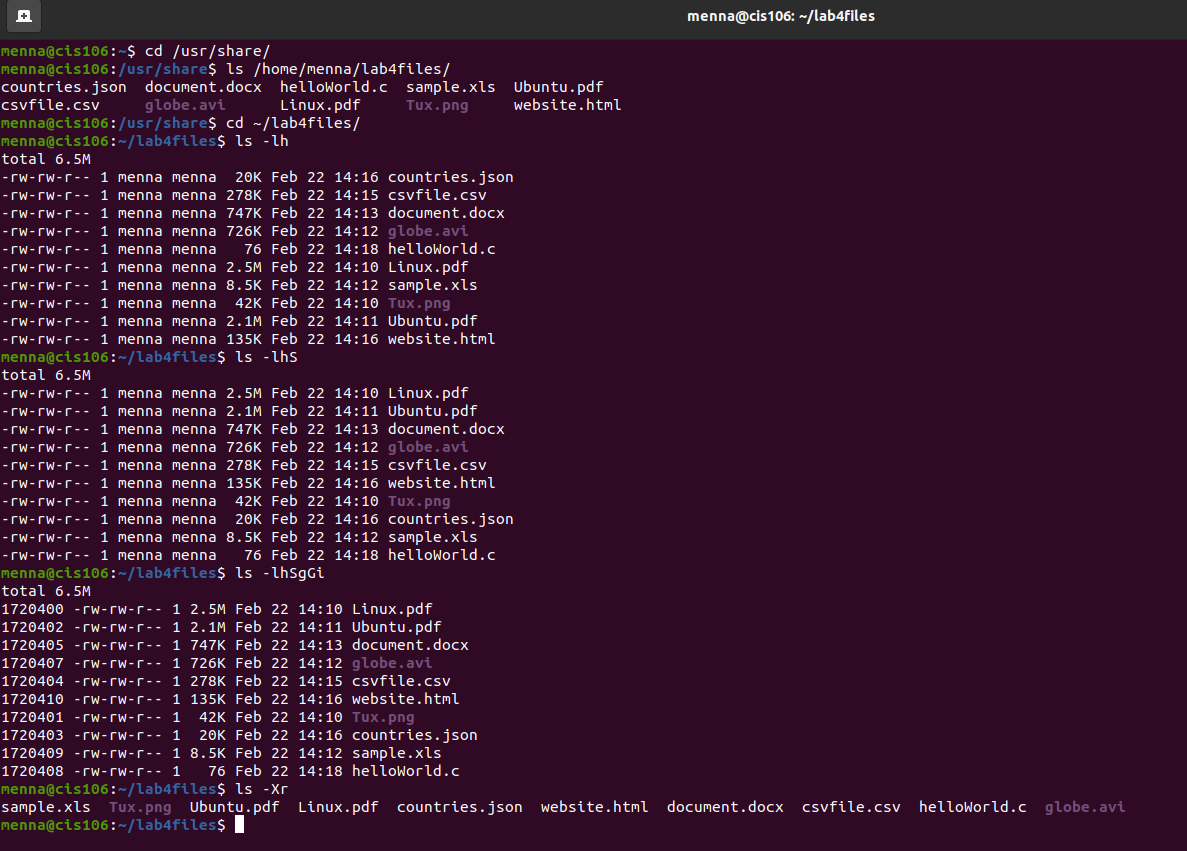 menna@cis106: ~/lab4files
menna@cis106:~$ cd /usr/share/
menna@cis106:/usr/share$ ls /home/menna/lab4files/
countries.json  document.docx  helloWorld.c  sample.xls  Ubuntu.pdf
csvfile.csv     globe.avi      Linux.pdf     Tux.png     website.html
menna@cis106:/usr/share$ cd ~/lab4files/
menna@cis106:~/lab4files$ ls -lh
total 6.5M
-rw-rw-r-- 1 menna menna  20K Feb 22 14:16 countries.json
-rw-rw-r-- 1 menna menna 278K Feb 22 14:15 csvfile.csv
-rw-rw-r-- 1 menna menna 747K Feb 22 14:13 document.docx
-rw-rw-r-- 1 menna menna 726K Feb 22 14:12 globe.avi
-rw-rw-r-- 1 menna menna   76 Feb 22 14:18 helloWorld.c
-rw-rw-r-- 1 menna menna 2.5M Feb 22 14:10 Linux.pdf
-rw-rw-r-- 1 menna menna 8.5K Feb 22 14:12 sample.xls
-rw-rw-r-- 1 menna menna  42K Feb 22 14:10 Tux.png
-rw-rw-r-- 1 menna menna 2.1M Feb 22 14:11 Ubuntu.pdf
-rw-rw-r-- 1 menna menna 135K Feb 22 14:16 website.html
menna@cis106:~/lab4files$ ls -lhS
total 6.5M
-rw-rw-r-- 1 menna menna 2.5M Feb 22 14:10 Linux.pdf
-rw-rw-r-- 1 menna menna 2.1M Feb 22 14:11 Ubuntu.pdf
-rw-rw-r-- 1 menna menna 747K Feb 22 14:13 document.docx
-rw-rw-r-- 1 menna menna 726K Feb 22 14:12 globe.avi
-rw-rw-r-- 1 menna menna 278K Feb 22 14:15 csvfile.csv
-rw-rw-r-- 1 menna menna 135K Feb 22 14:16 website.html
-rw-rw-r-- 1 menna menna  42K Feb 22 14:10 Tux.png
-rw-rw-r-- 1 menna menna  20K Feb 22 14:16 countries.json
-rw-rw-r-- 1 menna menna 8.5K Feb 22 14:12 sample.xls
-rw-rw-r-- 1 menna menna   76 Feb 22 14:18 helloWorld.c
menna@cis106:~/lab4files$ ls -lhSgGi
total 6.5M
1720400 -rw-rw-r-- 1 2.5M Feb 22 14:10 Linux.pdf
1720402 -rw-rw-r-- 1 2.1M Feb 22 14:11 Ubuntu.pdf
1720405 -rw-rw-r-- 1 747K Feb 22 14:13 document.docx
1720407 -rw-rw-r-- 1 726K Feb 22 14:12 globe.avi
1720404 -rw-rw-r-- 1 278K Feb 22 14:15 csvfile.csv
1720410 -rw-rw-r-- 1 135K Feb 22 14:16 website.html
1720401 -rw-rw-r-- 1  42K Feb 22 14:10 Tux.png
1720403 -rw-rw-r-- 1  20K Feb 22 14:16 countries.json
1720409 -rw-rw-r-- 1 8.5K Feb 22 14:12 sample.xls
1720408 -rw-rw-r-- 1   76 Feb 22 14:18 helloWorld.c
menna@cis106:~/lab4files$ ls -Xr
sample.xls  Tux.png  Ubuntu.pdf  Linux.pdf  countries.json  website.html  document.docx  csvfile.csv  helloWorld.c  globe.avi
menna@cis106:~/lab4files$